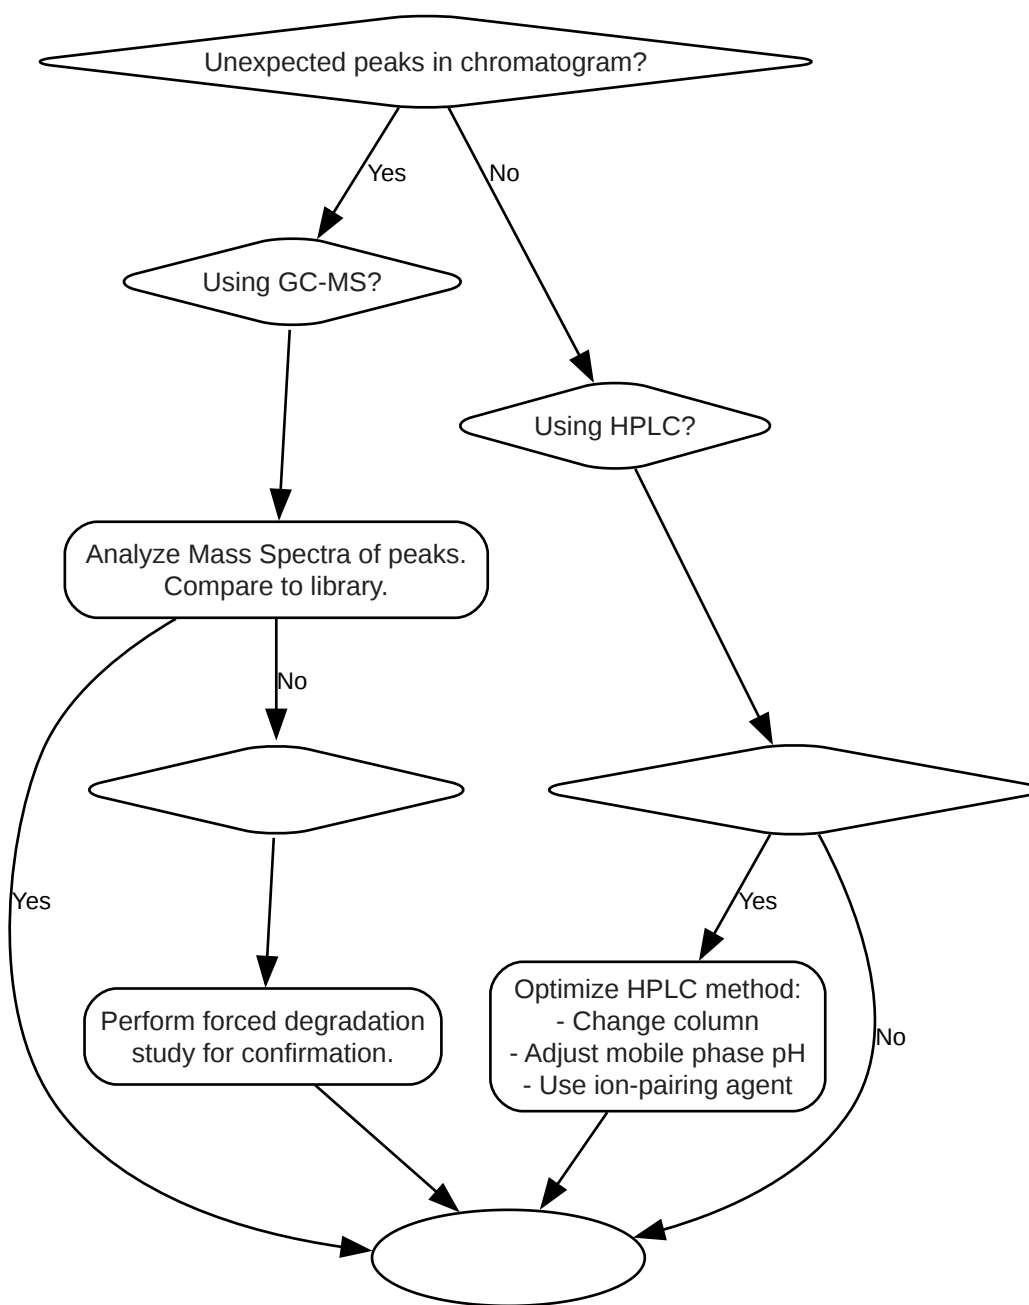 Unexpected peaks in chromatogram?
Yes
No
Using GC-MS?
Using HPLC?
Analyze Mass Spectra of peaks.
Compare to library.
No
Yes
Yes
Perform forced degradation
study for confirmation.
Optimize HPLC method:
- Change column
- Adjust mobile phase pH
- Use ion-pairing agent
No